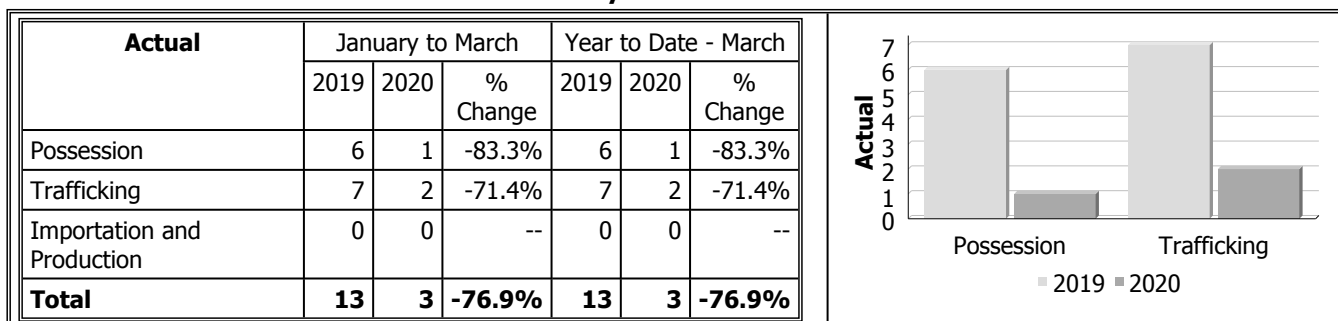 Actual January to March Year to Date - March
2019 2020 % Change 2019 2020 % Change
Possession 6 1 -83.3% 6 1 -83.3%
Trafficking 7 2 -71.4% 7 2 -71.4%
Importation and Production 0 0 -- 0 0 --
Total 13 3 -76.9% 13 3 -76.9%
Actual
7
6
5
4
3
2
1
0
Possession Trafficking
2019 2020